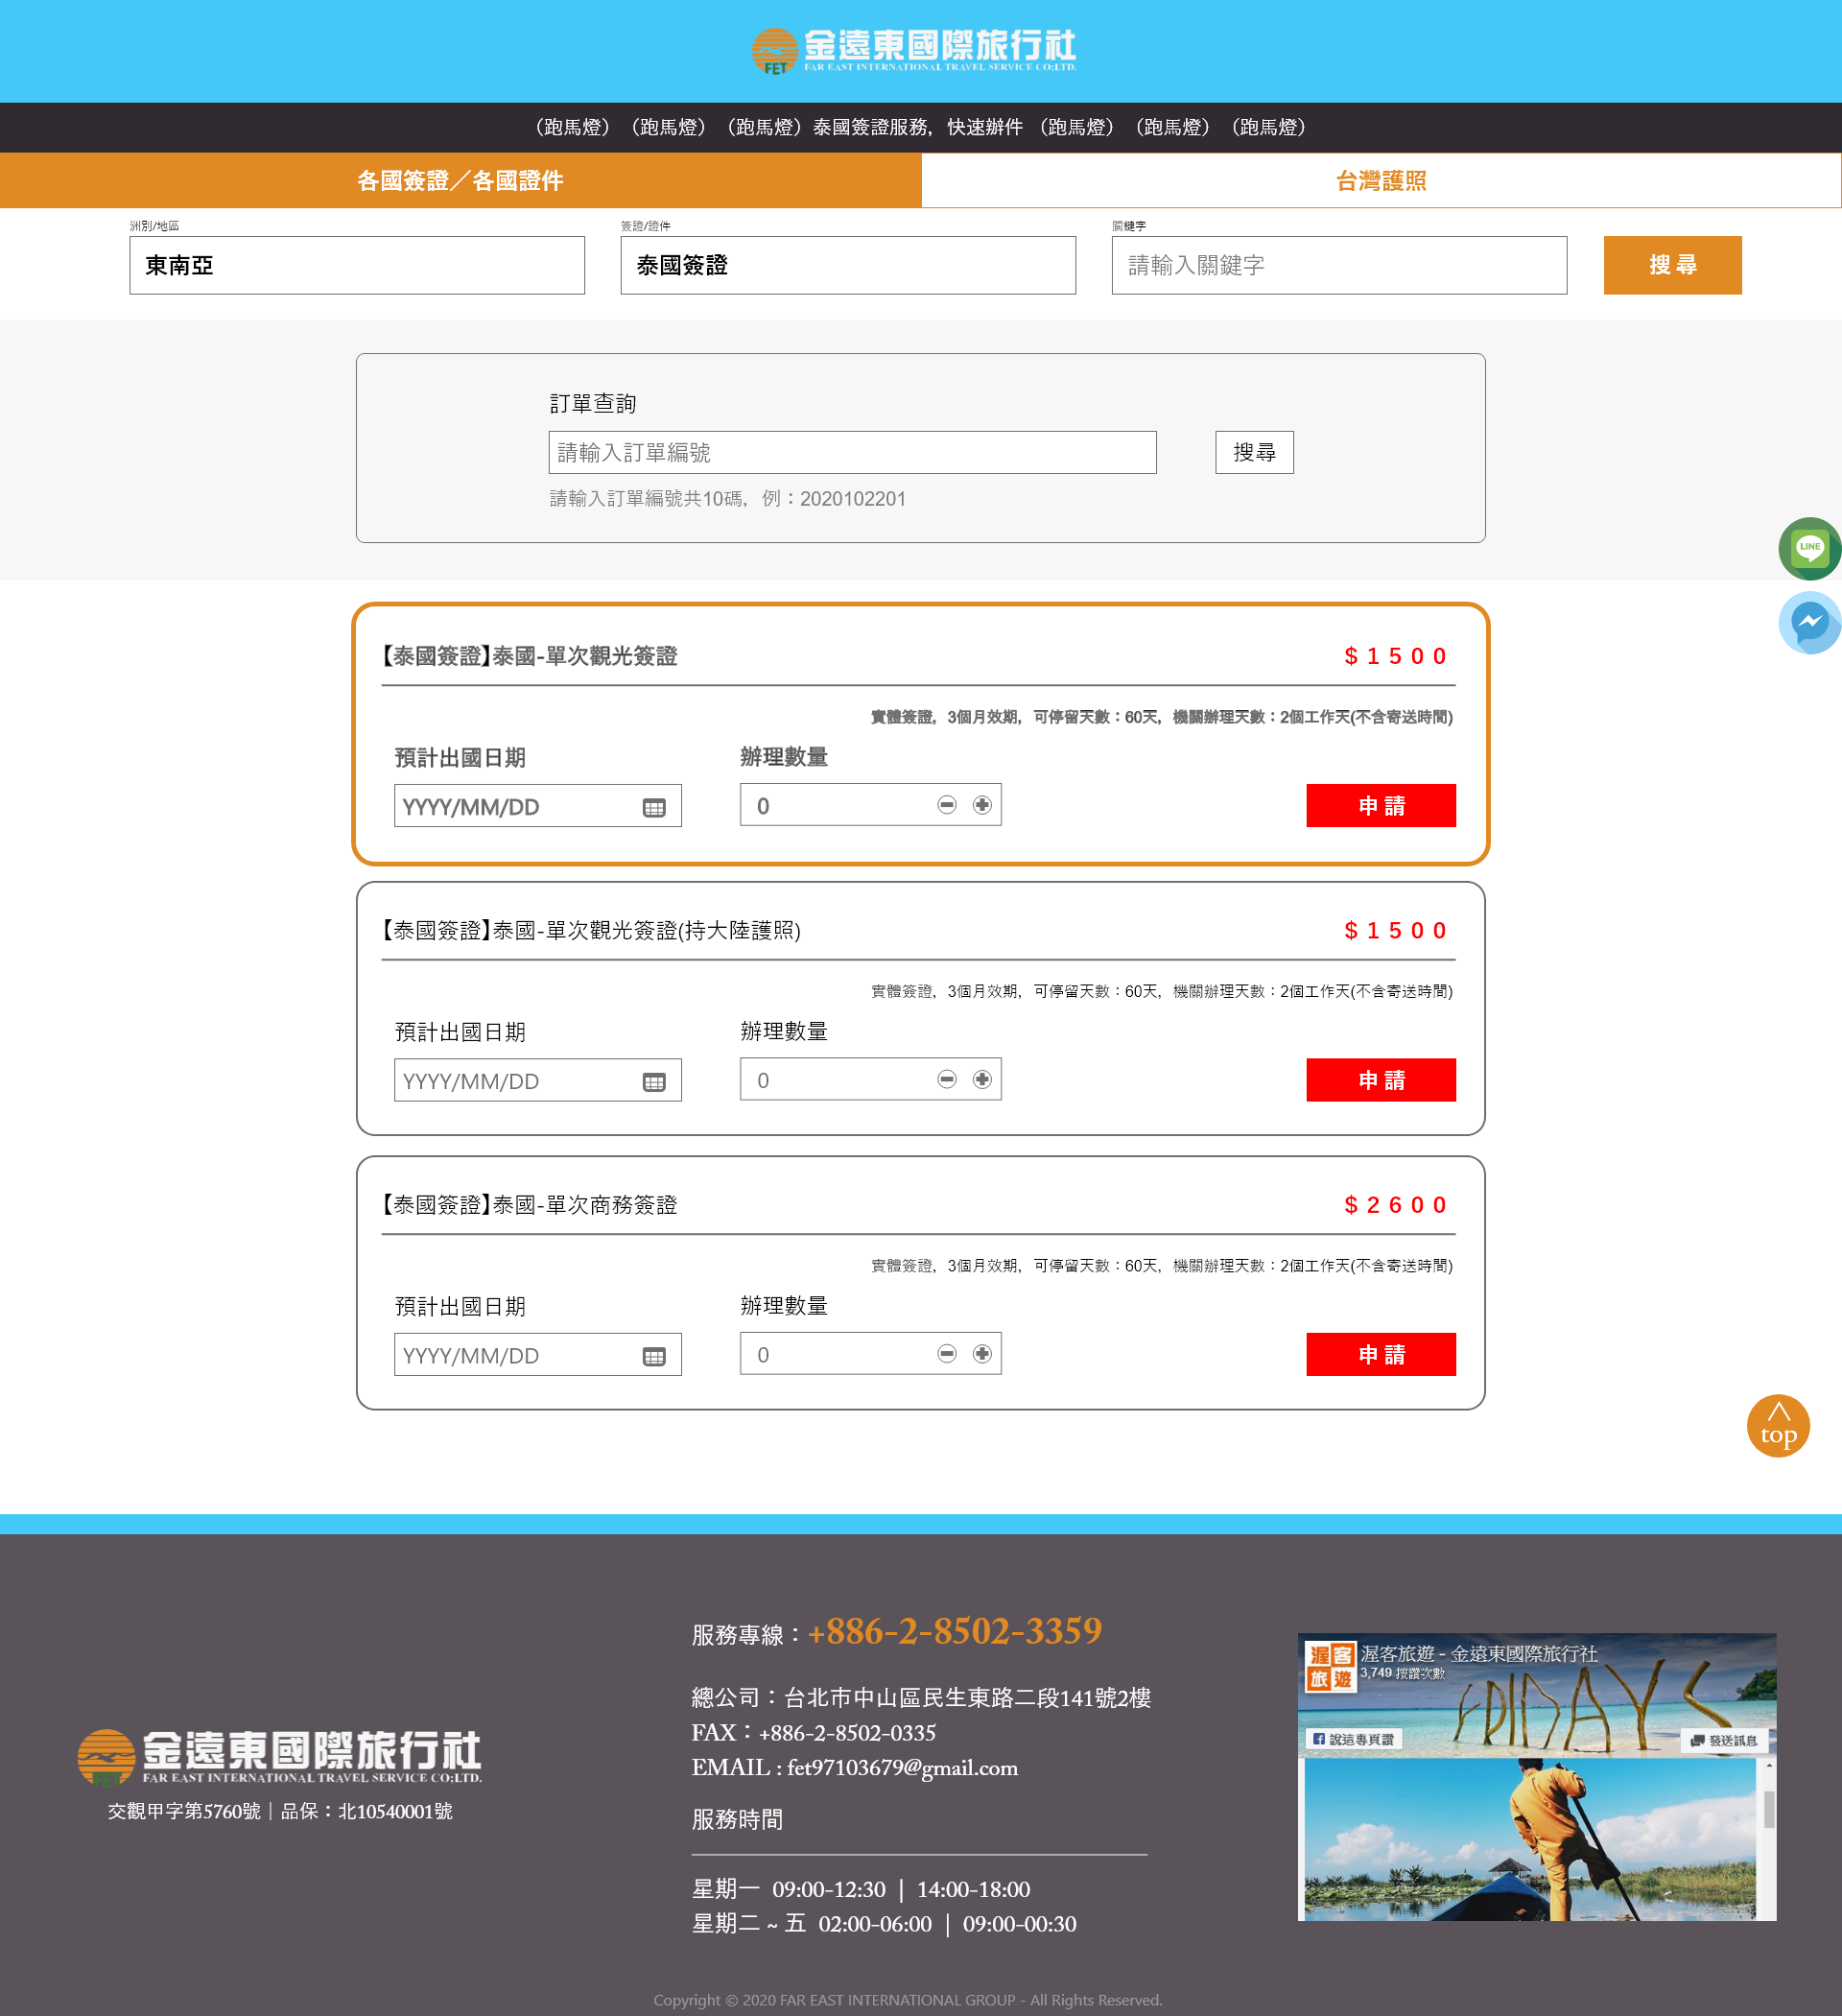 金遠東國際旅行社
FAR EAST INTERNATIONAL TRAVEL SERVICE CO;LTD.
FET
（跑馬燈）（跑馬燈）（跑馬燈）泰國簽證服務，快速辦件 （跑馬燈）（跑馬燈）（跑馬燈）
各國簽證／各國證件
台灣護照
洲別/地區
簽證/證件
關鍵字
東南亞
泰國簽證
請輸入關鍵字
搜尋
訂單查詢
請輸入訂單編號
搜尋
請輸入訂單編號共10碼，例：2020102201
LINE
【泰國簽證】泰國-單次觀光簽證
$1500
實體簽證，3個月效期，可停留天數：60天，機關辦理天數：2個工作天(不含寄送時間)
預計出國日期
辦理數量
YYYY/MM/DD
0
申請
【泰國簽證】泰國-單次觀光簽證(持大陸護照)
$1500
實體簽證，3個月效期，可停留天數：60天，機關辦理天數：2個工作天(不含寄送時間)
預計出國日期
辦理數量
YYYY/MM/DD
0
申請
【泰國簽證】泰國-單次商務簽證
$2600
實體簽證，3個月效期，可停留天數：60天，機關辦理天數：2個工作天(不含寄送時間)
預計出國日期
辦理數量
YYYY/MM/DD
0
申請
top
金遠東國際旅行社
FAR EAST INTERNATIONAL TRAVEL SERVICE CO;LTD.
FET
交觀甲字第5760號｜品保：北10540001號
服務專線：+886-2-8502-3359
總公司：台北市中山區民生東路二段141號2樓
FAX：+886-2-8502-0335
EMAIL : fet97103679@gmail.com
服務時間
星期一 09:00-12:30 | 14:00-18:00
星期二 ~ 五 02:00-06:00 | 09:00-00:30
渥客旅遊
渥客旅遊 - 金遠東國際旅行社
3,749 按讚次數
FRIDAYS
說這專頁讚
發送訊息
Copyright © 2020 FAR EAST INTERNATIONAL GROUP - All Rights Reserved.